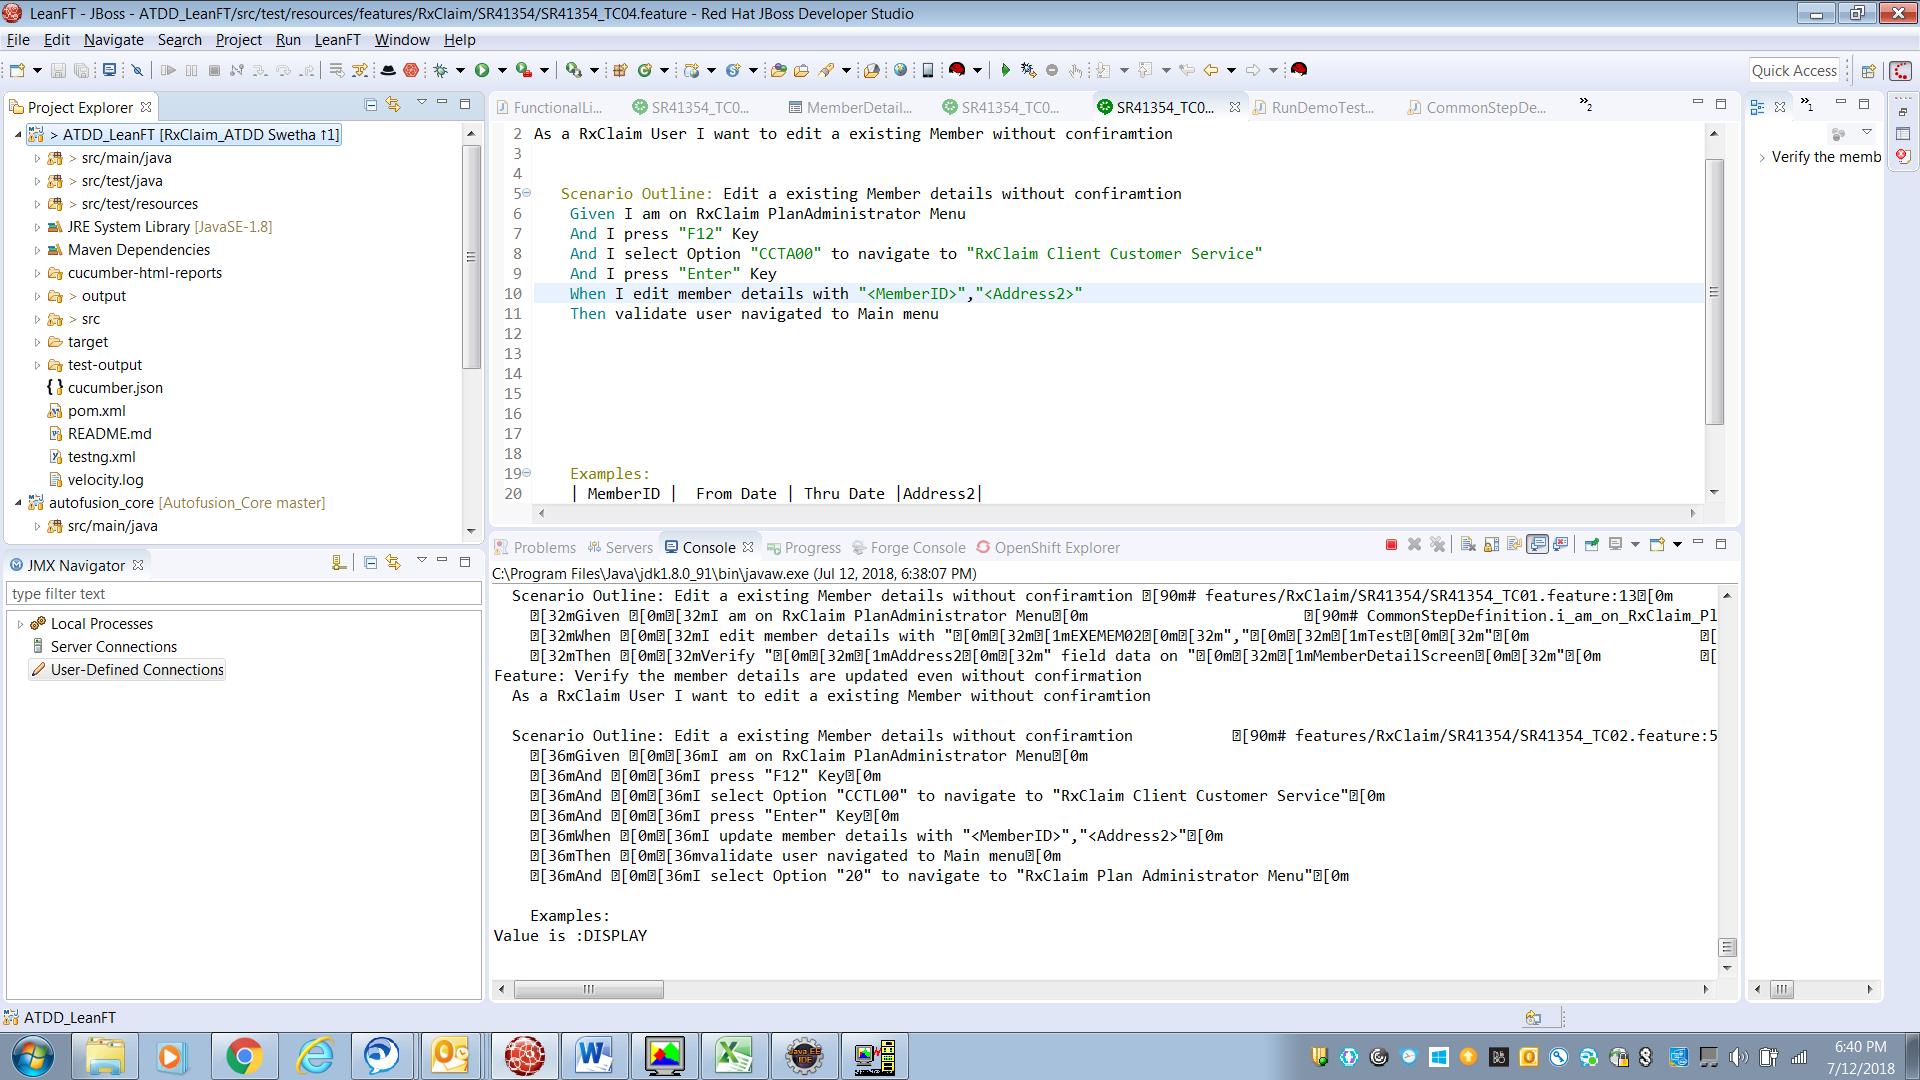 LeanFT - JBoss - ATDD_LeanFT/src/test/resources/features/RxClaim/SR41354/SR41354_TC04.feature - Red Hat JBoss Developer Studio
File Edit Navigate Search Project Run LeanFT Window Help
Quick Access
Project Explorer
> ATDD_LeanFT [RxClaim_ATDD Swetha ↑1]
> src/main/java
> src/test/java
> src/test/resources
JRE System Library [JavaSE-1.8]
Maven Dependencies
cucumber-html-reports
> output
> src
target
test-output
cucumber.json
pom.xml
README.md
testng.xml
velocity.log
autofusion_core [Autofusion_Core master]
> src/main/java
JMX Navigator
type filter text
Local Processes
Server Connections
User-Defined Connections
FunctionalLi... SR41354_TC0... MemberDetail... SR41354_TC0... SR41354_TC0... RunDemoTest... CommonStepDe... »2
2 As a RxClaim User I want to edit a existing Member without confiramtion
3
4
5 Scenario Outline: Edit a existing Member details without confiramtion
6 Given I am on RxClaim PlanAdministrator Menu
7 And I press "F12" Key
8 And I select Option "CCTA00" to navigate to "RxClaim Client Customer Service"
9 And I press "Enter" Key
10 When I edit member details with "<MemberID>","<Address2>"
11 Then validate user navigated to Main menu
12
13
14
15
16
17
18
19 Examples:
20 | MemberID | From Date | Thru Date |Address2|
»1
Verify the memb
Problems Servers Console Progress Forge Console OpenShift Explorer
C:\Program Files\Java\jdk1.8.0_91\bin\javaw.exe (Jul 12, 2018, 6:38:07 PM)
Scenario Outline: Edit a existing Member details without confiramtion ⍰[90m# features/RxClaim/SR41354/SR41354_TC01.feature:13⍰[0m
⍰[32mGiven ⍰[0m⍰[32mI am on RxClaim PlanAdministrator Menu⍰[0m ⍰[90m# CommonStepDefinition.i_am_on_RxClaim_Pl
⍰[32mWhen ⍰[0m⍰[32mI edit member details with "⍰[0m⍰[32m⍰[1mEXEMEM02⍰[0m⍰[32m","⍰[0m⍰[32m⍰[1mTest⍰[0m⍰[32m"⍰[0m ⍰[
⍰[32mThen ⍰[0m⍰[32mVerify "⍰[0m⍰[32m⍰[1mAddress2⍰[0m⍰[32m" field data on "⍰[0m⍰[32m⍰[1mMemberDetailScreen⍰[0m⍰[32m"⍰[0m ⍰[
Feature: Verify the member details are updated even without confirmation
As a RxClaim User I want to edit a existing Member without confiramtion
Scenario Outline: Edit a existing Member details without confiramtion ⍰[90m# features/RxClaim/SR41354/SR41354_TC02.feature:5
⍰[36mGiven ⍰[0m⍰[36mI am on RxClaim PlanAdministrator Menu⍰[0m
⍰[36mAnd ⍰[0m⍰[36mI press "F12" Key⍰[0m
⍰[36mAnd ⍰[0m⍰[36mI select Option "CCTL00" to navigate to "RxClaim Client Customer Service"⍰[0m
⍰[36mAnd ⍰[0m⍰[36mI press "Enter" Key⍰[0m
⍰[36mWhen ⍰[0m⍰[36mI update member details with "<MemberID>","<Address2>"⍰[0m
⍰[36mThen ⍰[0m⍰[36mvalidate user navigated to Main menu⍰[0m
⍰[36mAnd ⍰[0m⍰[36mI select Option "20" to navigate to "RxClaim Plan Administrator Menu"⍰[0m
Examples:
Value is :DISPLAY
ATDD_LeanFT
Java EE IDE
6:40 PM
7/12/2018